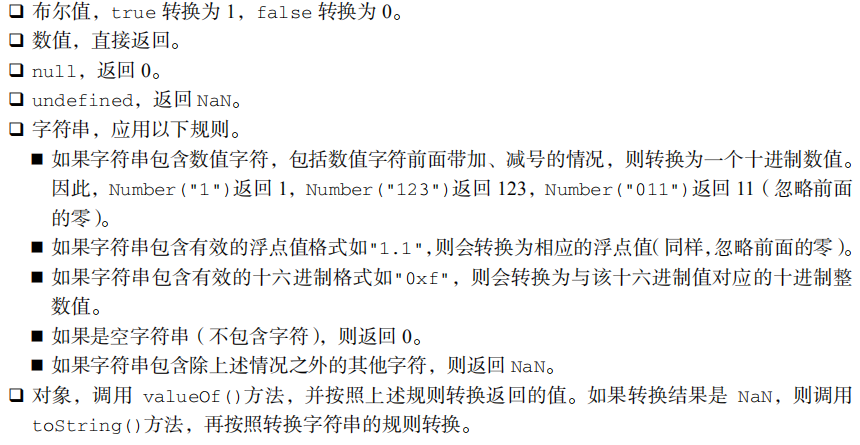 ❑ 布尔值，true 转换为 1，false 转换为 0。
❑ 数值，直接返回。
❑ null，返回 0。
❑ undefined，返回 NaN。
❑ 字符串，应用以下规则。
■ 如果字符串包含数值字符，包括数值字符前面带加、减号的情况，则转换为一个十进制数值。
因此，Number("1")返回 1，Number("123")返回 123，Number("011")返回 11（忽略前面
的零）。
■ 如果字符串包含有效的浮点值格式如"1.1"，则会转换为相应的浮点值（同样，忽略前面的零）。
■ 如果字符串包含有效的十六进制格式如"0xf"，则会转换为与该十六进制值对应的十进制整
数值。
■ 如果是空字符串（不包含字符），则返回 0。
■ 如果字符串包含除上述情况之外的其他字符，则返回 NaN。
❑ 对象，调用 valueOf()方法，并按照上述规则转换返回的值。如果转换结果是 NaN，则调用
toString()方法，再按照转换字符串的规则转换。